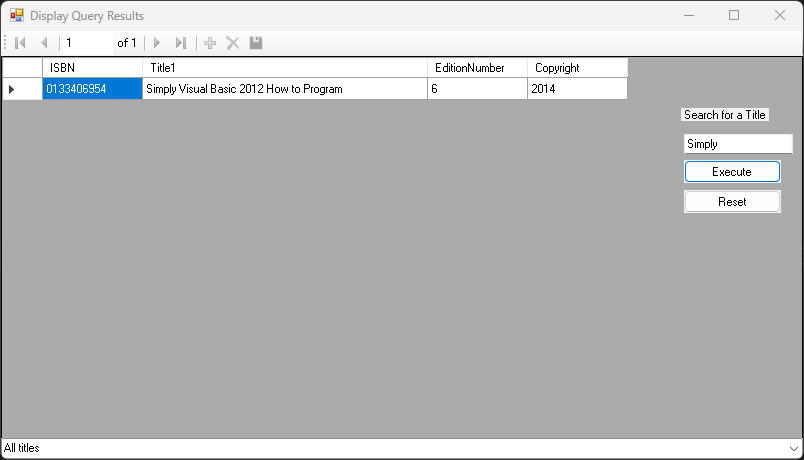 Display Query Results
1 of 1
ISBN Title1 EditionNumber Copyright
0133406954 Simply Visual Basic 2012 How to Program 6 2014
Search for a Title
Simply
Execute
Reset
All titles